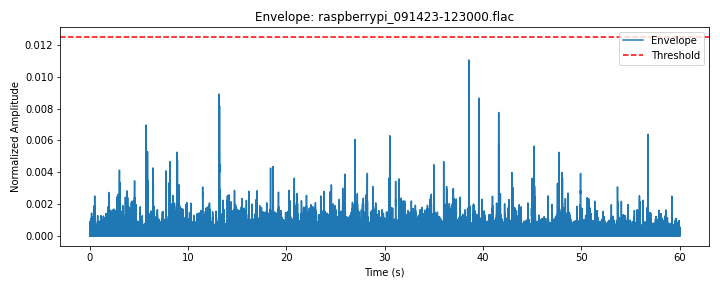 Envelope: raspberrypi_091423-123000.flac
Envelope
Threshold
Normalized Amplitude
0.012
0.010
0.008
0.006
0.004
0.002
0.000
0 10 20 30 40 50 60
Time (s)